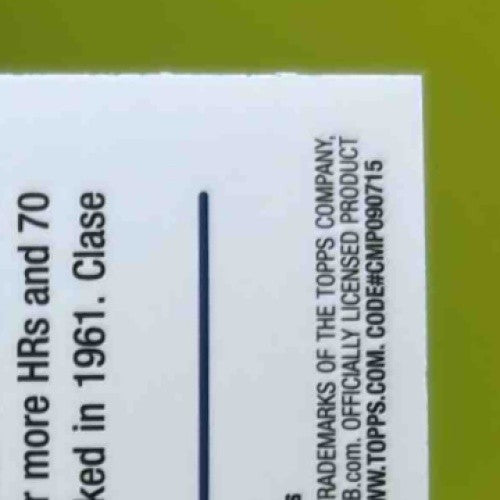 more HRs and 70
ked in 1961. Clase
RADEMARKS OF THE TOPPS COMPANY,
B.com. OFFICIALLY LICENSED PRODUCT
WW.TOPPS.COM. CODE#CMP090715